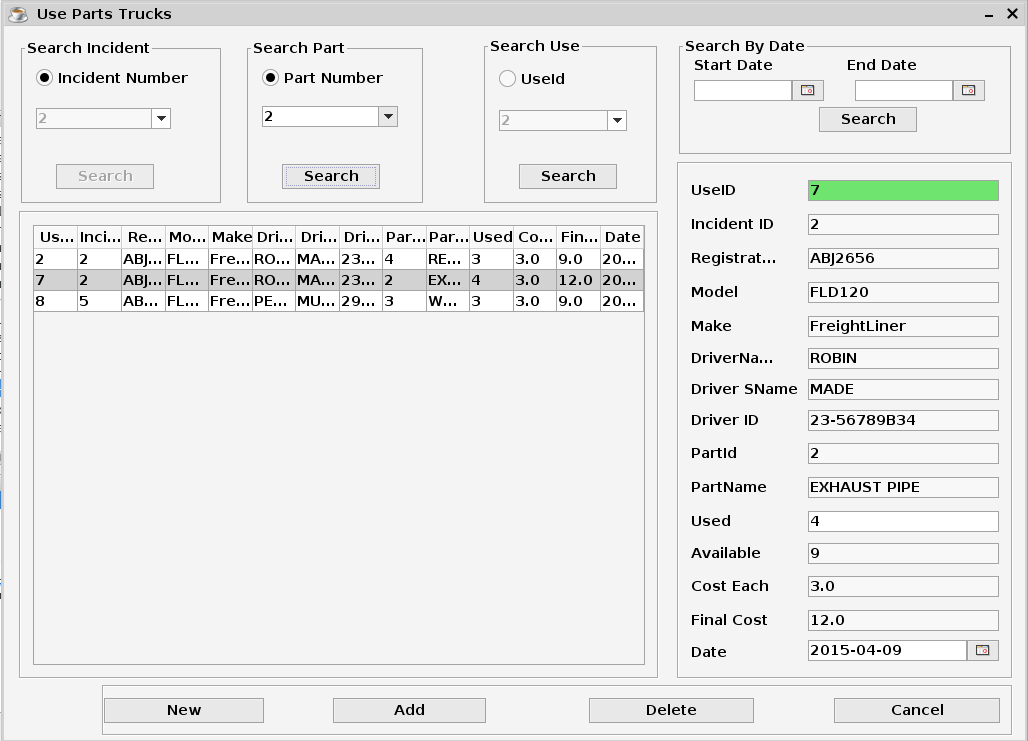 Use Parts Trucks
Search Incident
Incident Number
2
Search
Search Part
Part Number
2
Search
Search Use
UseId
2
Search
Search By Date
Start Date End Date
Search
Us... Inci... Re... Mo... Make Dri... Dri... Dri... Par... Par... Used Co... Fin... Date
2 2 ABJ... FL... Fre... RO... MA... 23... 4 RE... 3 3.0 9.0 20...
7 2 ABJ... FL... Fre... RO... MA... 23... 2 EX... 4 3.0 12.0 20...
8 5 AB... FL... Fre... PE... MU... 29... 3 W... 3 3.0 9.0 20...
UseID 7
Incident ID 2
Registrat... ABJ2656
Model FLD120
Make FreightLiner
DriverNa... ROBIN
Driver SName MADE
Driver ID 23-56789B34
PartId 2
PartName EXHAUST PIPE
Used 4
Available 9
Cost Each 3.0
Final Cost 12.0
Date 2015-04-09
New Add Delete Cancel